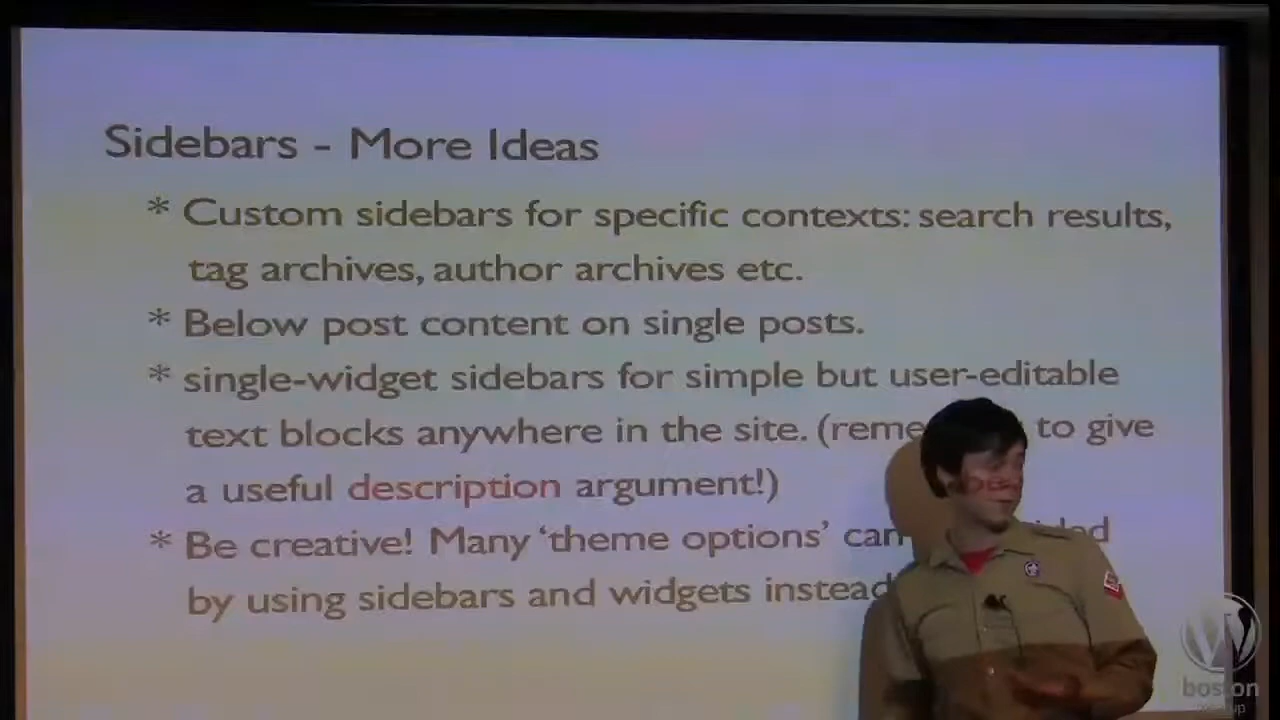 Sidebars - More Ideas
* Custom sidebars for specific contexts: search results,
tag archives, author archives etc.
* Below post content on single posts.
* single-widget sidebars for simple but user-editable
text blocks anywhere in the site. (reme to give
a useful description argument!)
* Be creative! Many ‘theme options’ can
by using sidebars and widgets instead
boston